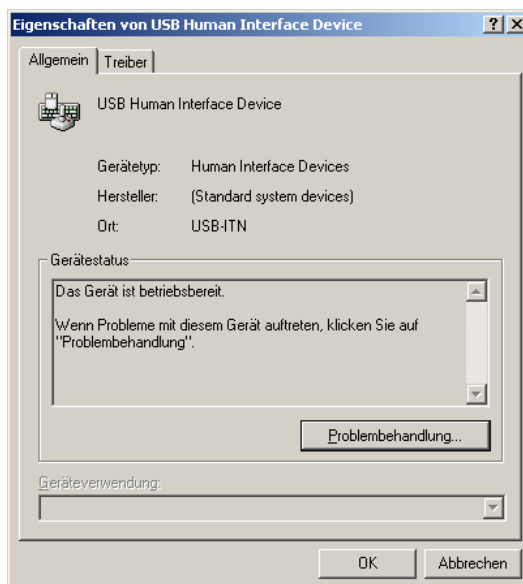 Eigenschaften von USB Human Interface Device
Allgemein Treiber
USB Human Interface Device
Gerätetyp: Human Interface Devices
Hersteller: (Standard system devices)
Ort: USB-ITN
Gerätestatus
Das Gerät ist betriebsbereit.
Wenn Probleme mit diesem Gerät auftreten, klicken Sie auf
"Problembehandlung".
Problembehandlung...
Geräteverwendung:
OK Abbrechen